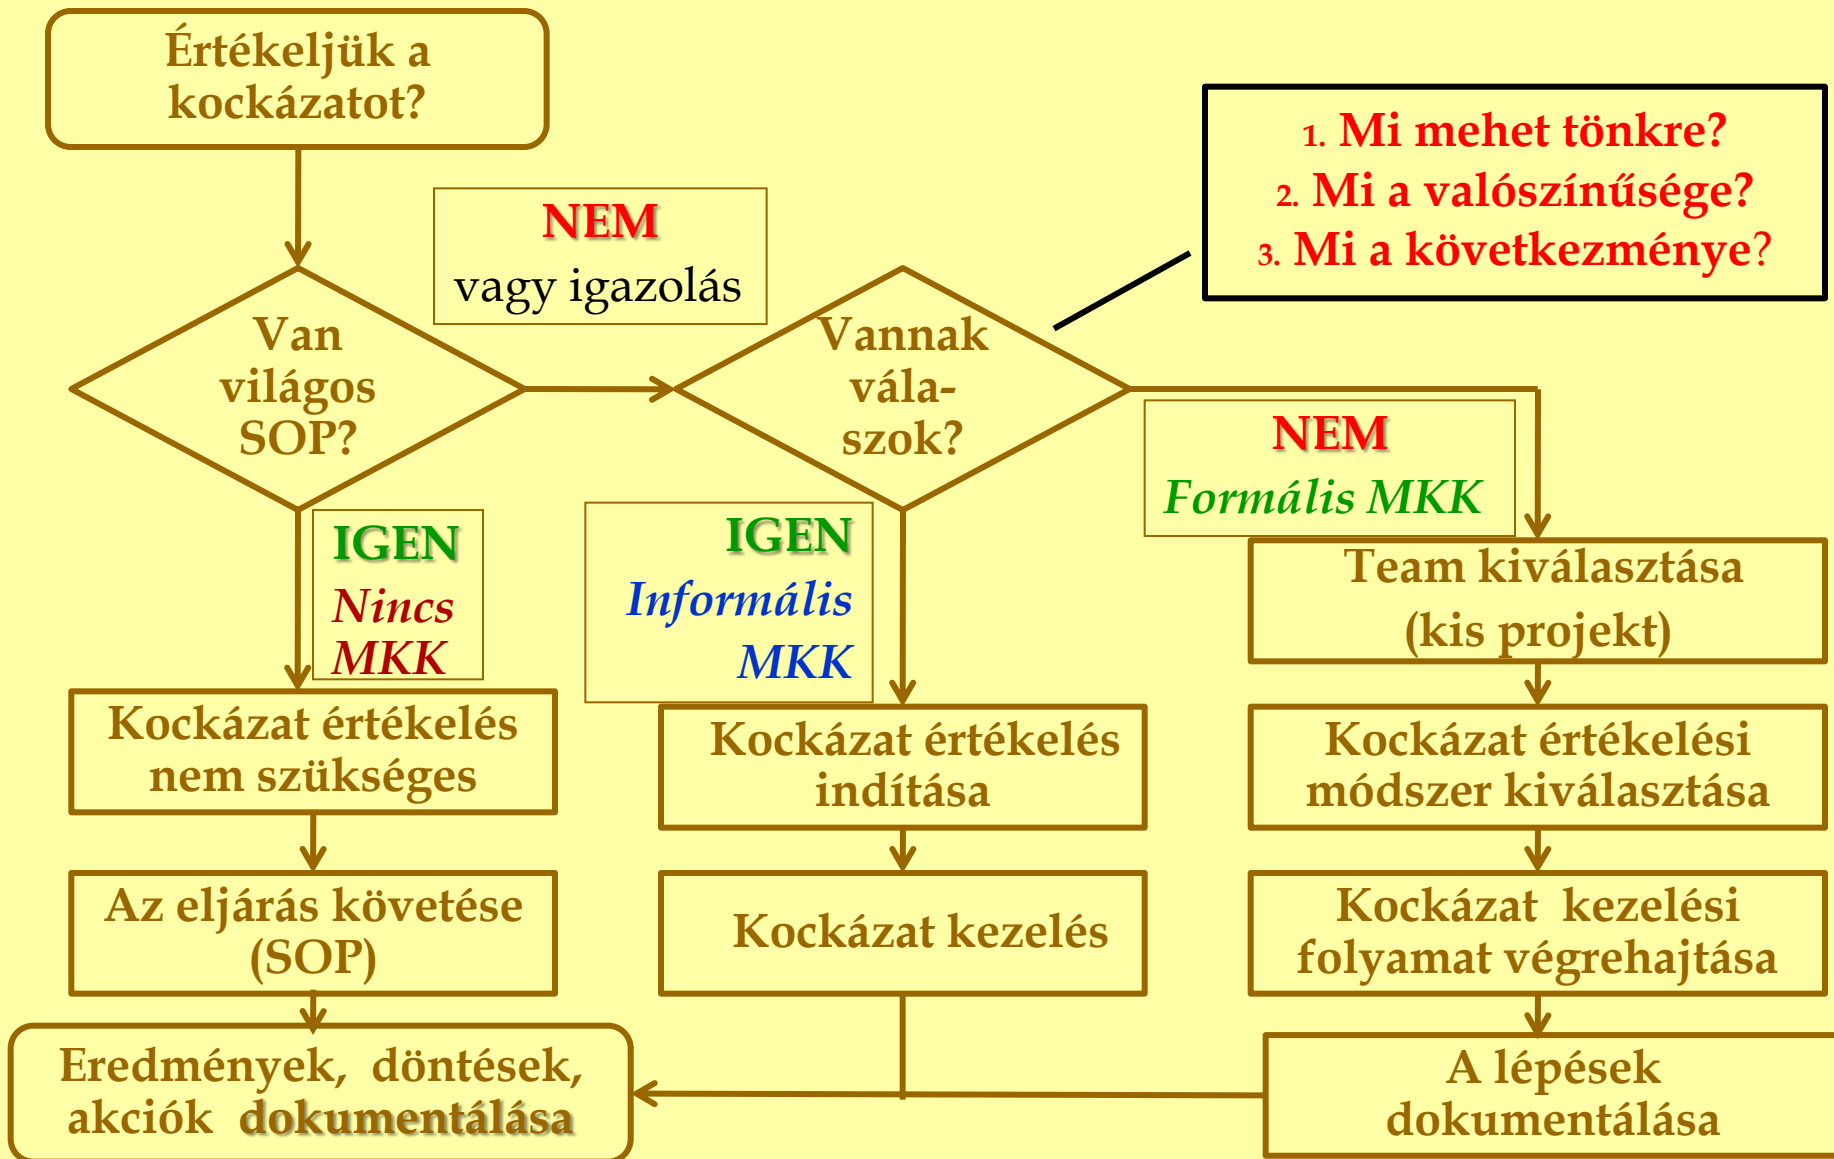 Értékeljük a
kockázatot?
1. Mi mehet tönkre?
2. Mi a valószínűsége?
3. Mi a következménye?
NEM
vagy igazolás
Van
világos
SOP?
Vannak
vála-
szok?
NEM
Formális MKK
IGEN
Nincs
MKK
IGEN
Informális
MKK
Team kiválasztása
(kis projekt)
Kockázat értékelés
nem szükséges
Kockázat értékelés
indítása
Kockázat értékelési
módszer kiválasztása
Az eljárás követése
(SOP)
Kockázat kezelés
Kockázat kezelési
folyamat végrehajtása
Eredmények, döntések,
akciók dokumentálása
A lépések
dokumentálása